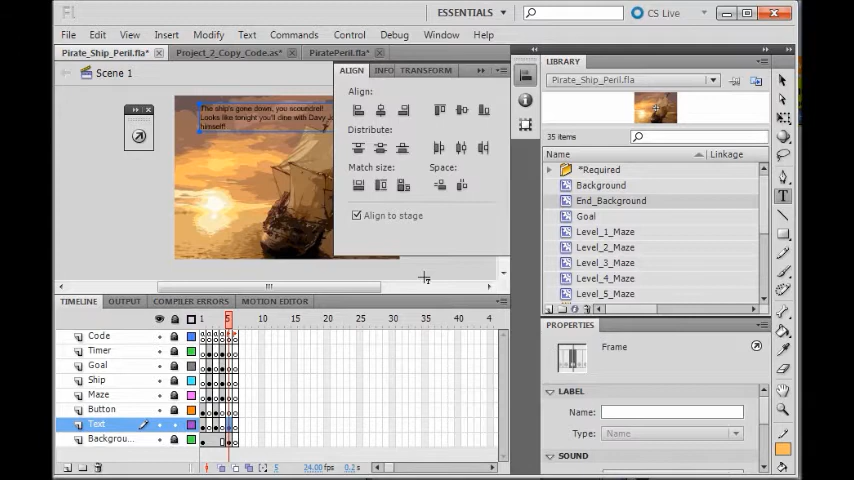 Fl
ESSENTIALS
CS Live
File Edit View Insert Modify Text Commands Control Debug Window Help
Pirate_Ship_Peril.fla* Project_2_Copy_Code.as* PiratePeril.fla*
Scene 1
The ship's gone down, you scoundrel!
Looks like tonight you'll dine with Davy
himself!
ALIGN INFO TRANSFORM
Align:
Distribute:
Match size: Space:
Align to stage
LIBRARY
Pirate_Ship_Peril.fla
35 items
Name Linkage
*Required
Background
End_Background
Goal
Level_1_Maze
Level_2_Maze
Level_3_Maze
Level_4_Maze
Level_5_Maze
TIMELINE OUTPUT COMPILER ERRORS MOTION EDITOR
1 5 10 15 20 25 30 35 40 4
Code
Timer
Goal
Ship
Maze
Button
Text
Backgrou...
5 24.00 fps 0.2 s
PROPERTIES
Frame
LABEL
Name:
Type: Name
SOUND